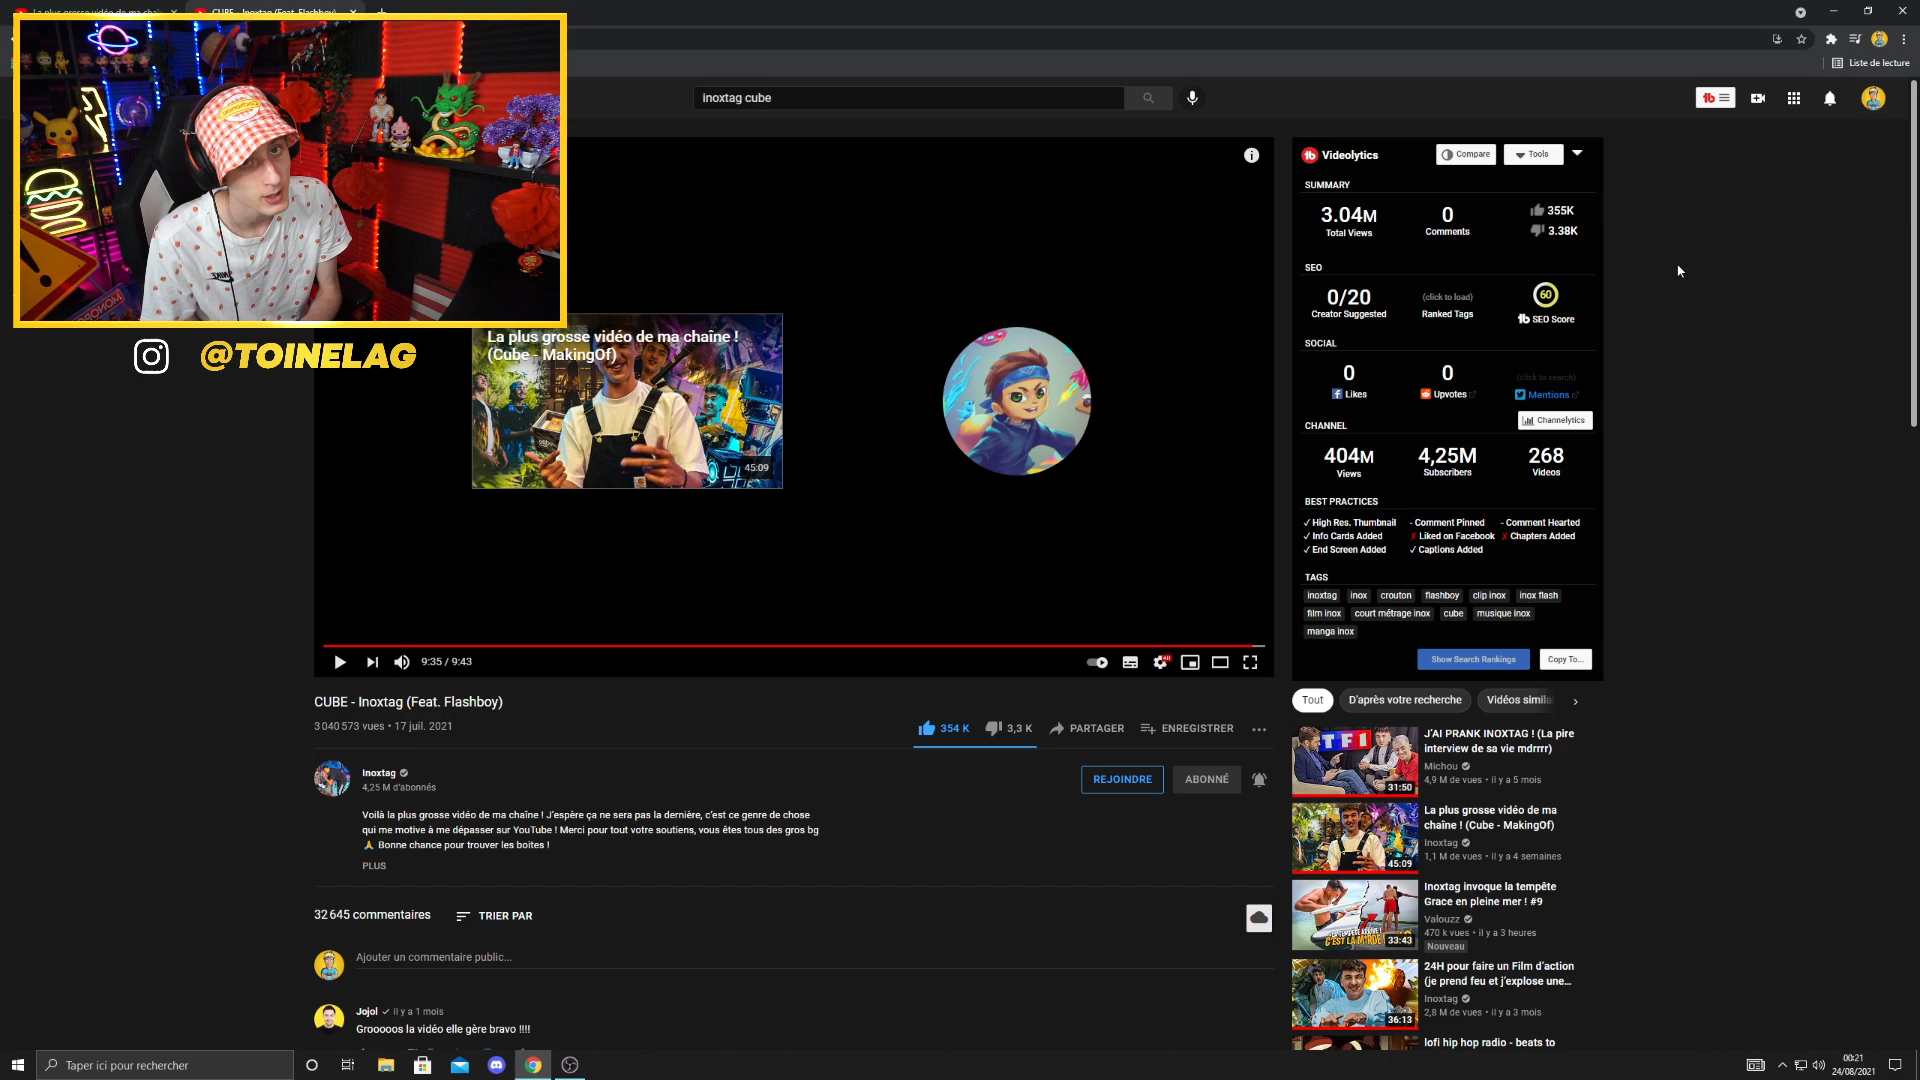 CUBE - Inoxtag (Feat. Flashboy)
Liste de lecture
inoxtag cube
@TOINELAG
La plus grosse vidéo de ma chaîne !
(Cube - MakingOf)
45:09
9:35 / 9:43
CUBE - Inoxtag (Feat. Flashboy)
3 040 573 vues • 17 juil. 2021
354 K
3,3 K
PARTAGER
ENREGISTRER
Inoxtag
4,25 M d'abonnés
REJOINDRE
ABONNÉ
Voilà la plus grosse vidéo de ma chaîne ! J'espère ça ne sera pas la dernière, c'est ce genre de chose
qui me motive à me dépasser sur YouTube ! Merci pour tout votre soutiens, vous êtes tous des gros bg
🙏 Bonne chance pour trouver les boites !
PLUS
32 645 commentaires
TRIER PAR
Ajouter un commentaire public...
Jojol ✓ il y a 1 mois
Grooooos la vidéo elle gère bravo !!!!
Videolytics
Compare
Tools
SUMMARY
3.04M
Total Views
0
Comments
355K
3.38K
SEO
0/20
Creator Suggested
(click to load)
Ranked Tags
60
SEO Score
SOCIAL
0
Likes
0
Upvotes
(click to search)
Mentions
CHANNEL
Channelytics
404M
Views
4,25M
Subscribers
268
Videos
BEST PRACTICES
✓ High Res. Thumbnail
- Comment Pinned
- Comment Hearted
✓ Info Cards Added
✗ Liked on Facebook
✗ Chapters Added
✓ End Screen Added
✓ Captions Added
TAGS
inoxtag
inox
crouton
flashboy
clip inox
inox flash
film inox
court métrage inox
cube
musique inox
manga inox
Show Search Rankings
Copy To...
Tout
D'après votre recherche
Vidéos simila
TF1
31:50
J'AI PRANK INOXTAG ! (La pire
interview de sa vie mdrrrr)
Michou
4,9 M de vues • il y a 5 mois
45:09
La plus grosse vidéo de ma
chaîne ! (Cube - MakingOf)
Inoxtag
1,1 M de vues • il y a 4 semaines
C'EST LA M*RDE!
33:43
Inoxtag invoque la tempête
Grace en pleine mer ! #9
Valouzz
470 k vues • il y a 3 heures
Nouveau
36:13
24H pour faire un Film d'action
(je prend feu et j'explose une...
Inoxtag
2,8 M de vues • il y a 3 mois
lofi hip hop radio - beats to
Taper ici pour rechercher
00:21
24/08/2021